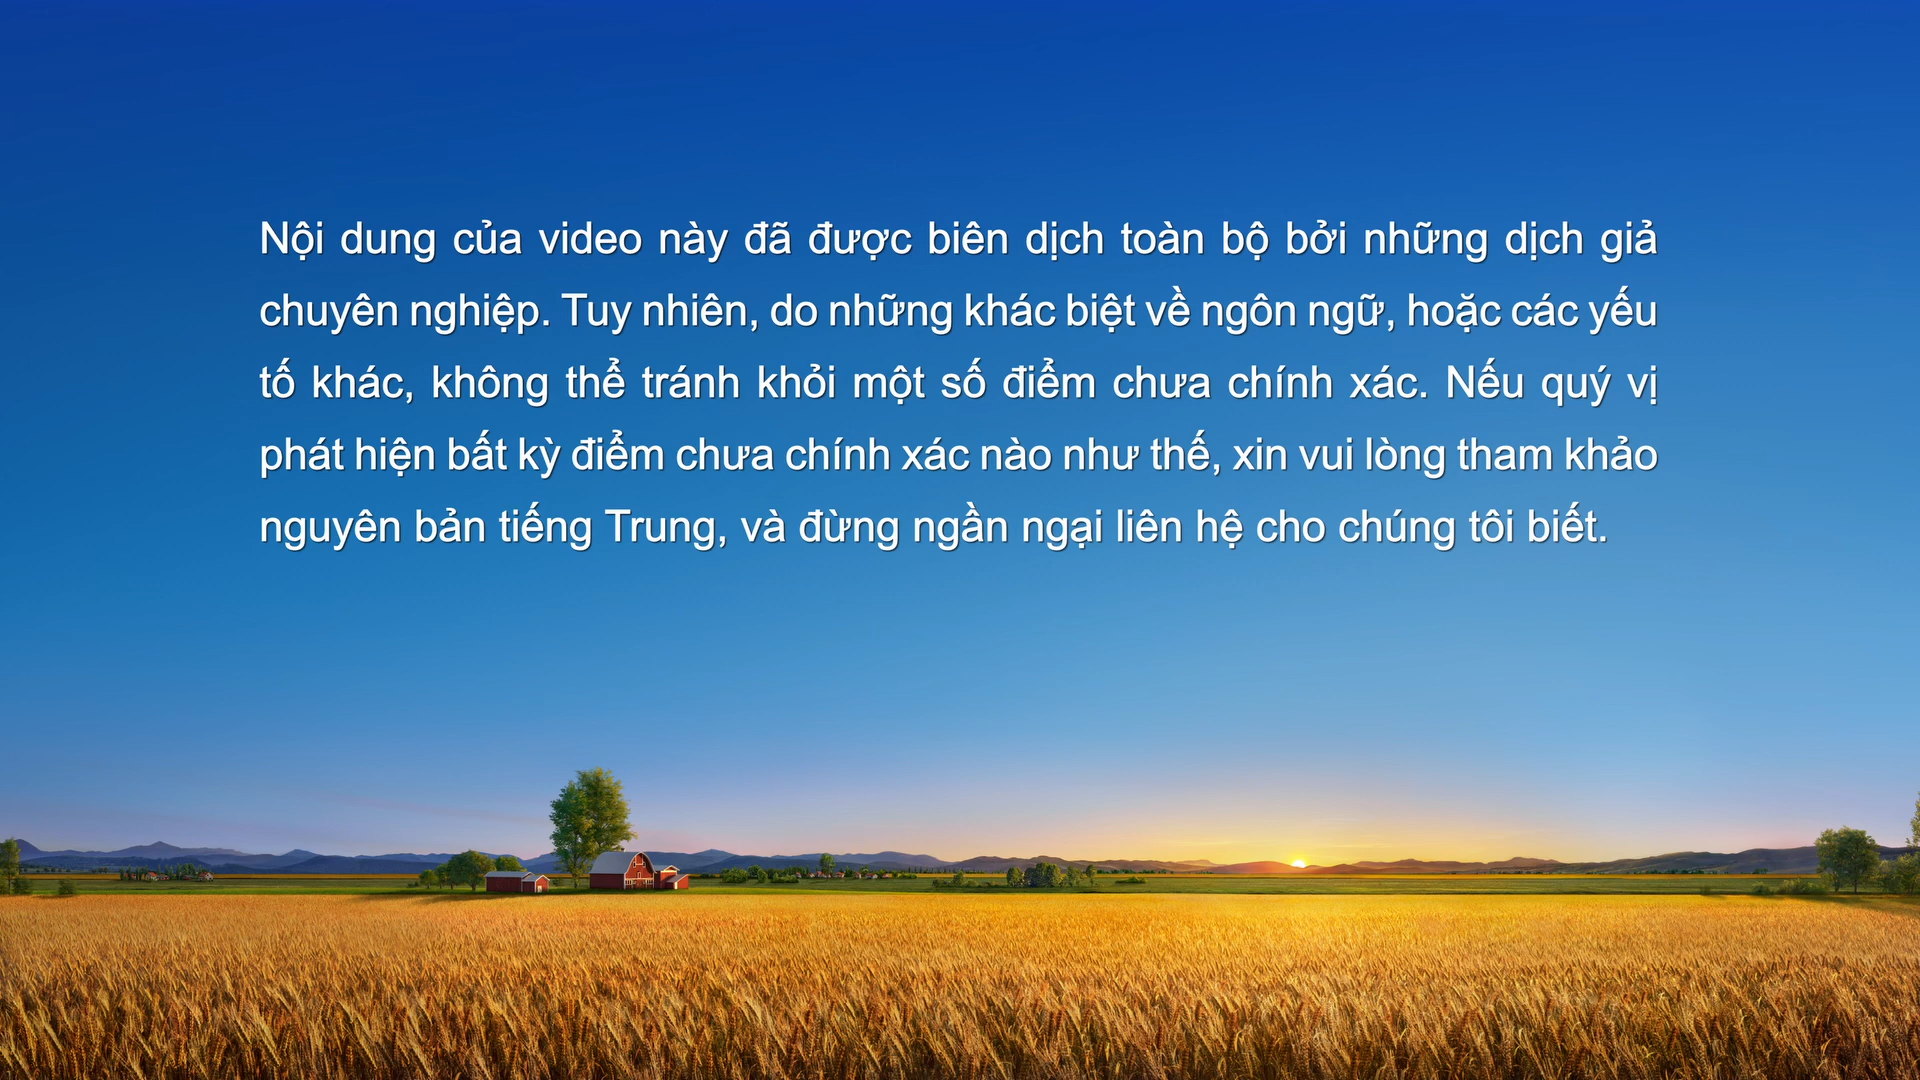 Nội dung của video này đã được biên dịch toàn bộ bởi những dịch giả
chuyên nghiệp. Tuy nhiên, do những khác biệt về ngôn ngữ, hoặc các yếu
tố khác, không thể tránh khỏi một số điểm chưa chính xác. Nếu quý vị
phát hiện bất kỳ điểm chưa chính xác nào như thế, xin vui lòng tham khảo
nguyên bản tiếng Trung, và đừng ngần ngại liên hệ cho chúng tôi biết.